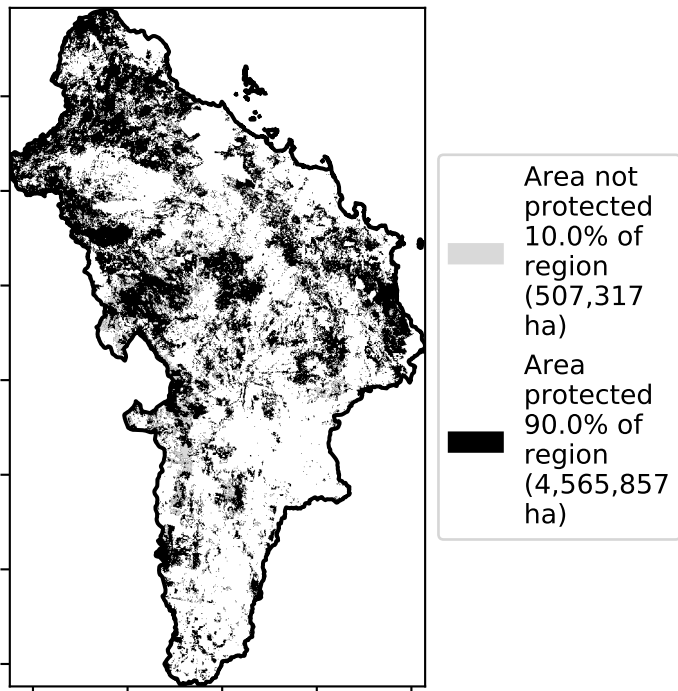 Area not
protected
10.0% of
region
(507,317
ha)
Area
protected
90.0% of
region
(4,565,857
ha)